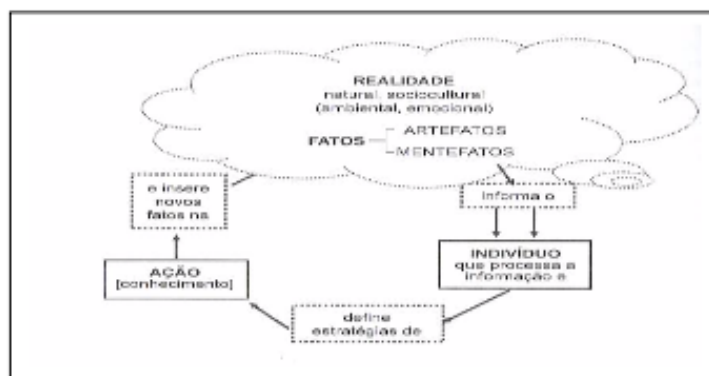 REALIDADE
natural, sociocultural
(ambiental, emocional)
FATOS
ARTEFATOS
MENTEFATOS
informa o
INDIVÍDUO
que processa a
informação e
define
estratégias de
AÇÃO
[conhecimento]
e insere
novos
fatos na